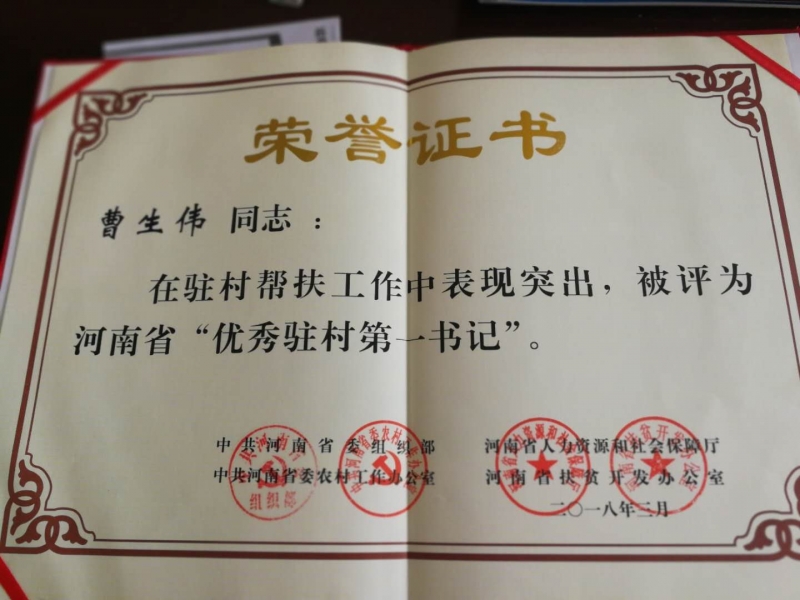 荣誉证书
曹生伟 同志：
在驻村帮扶工作中表现突出，被评为
河南省“优秀驻村第一书记”。
中共河南省委组织部
河南省人力资源和社会保障厅
中共河南省委农村工作办公室
河南省扶贫开发办公室
二〇一八年三月